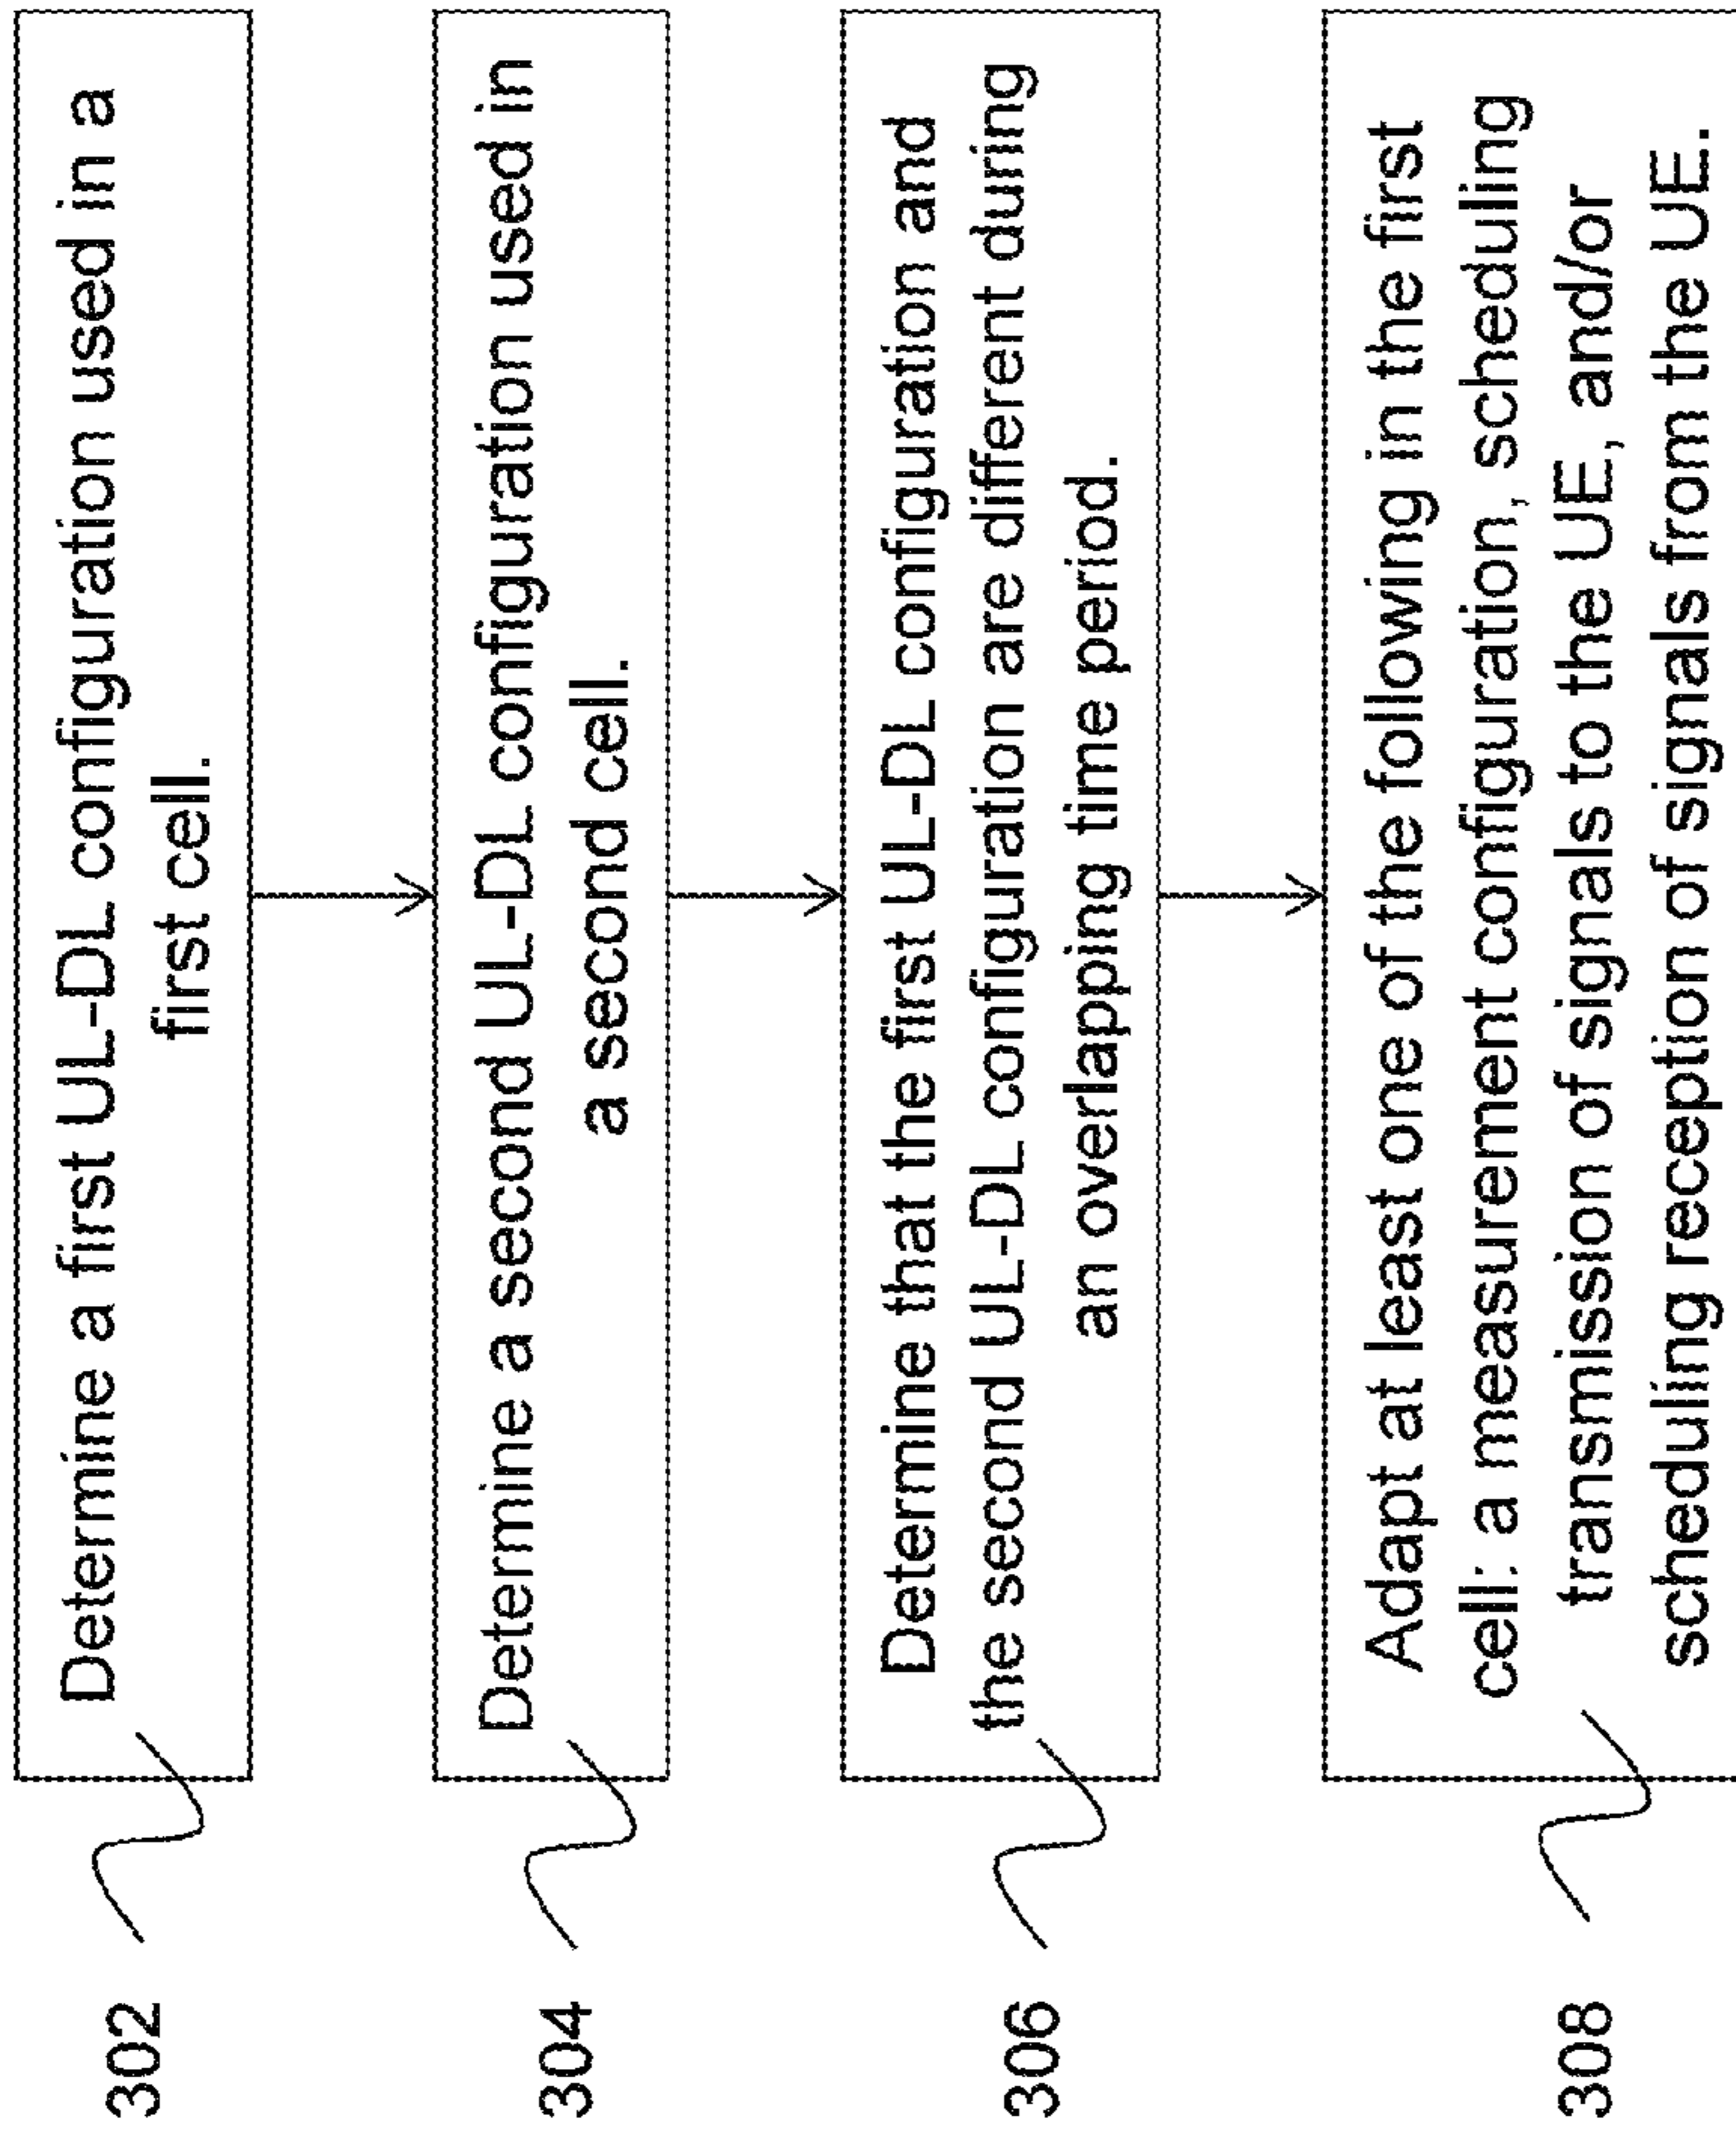 302
Determine a first UL-DL configuration used in a
first cell.
304
Determine a second UL-DL configuration used in
a second cell.
306
Determine that the first UL-DL configuration and
the second UL-DL configuration are different during
an overlapping time period.
308
Adapt at least one of the following in the first
cell: a measurement configuration, scheduling
transmission of signals to the UE, and/or
scheduling reception of signals from the UE.